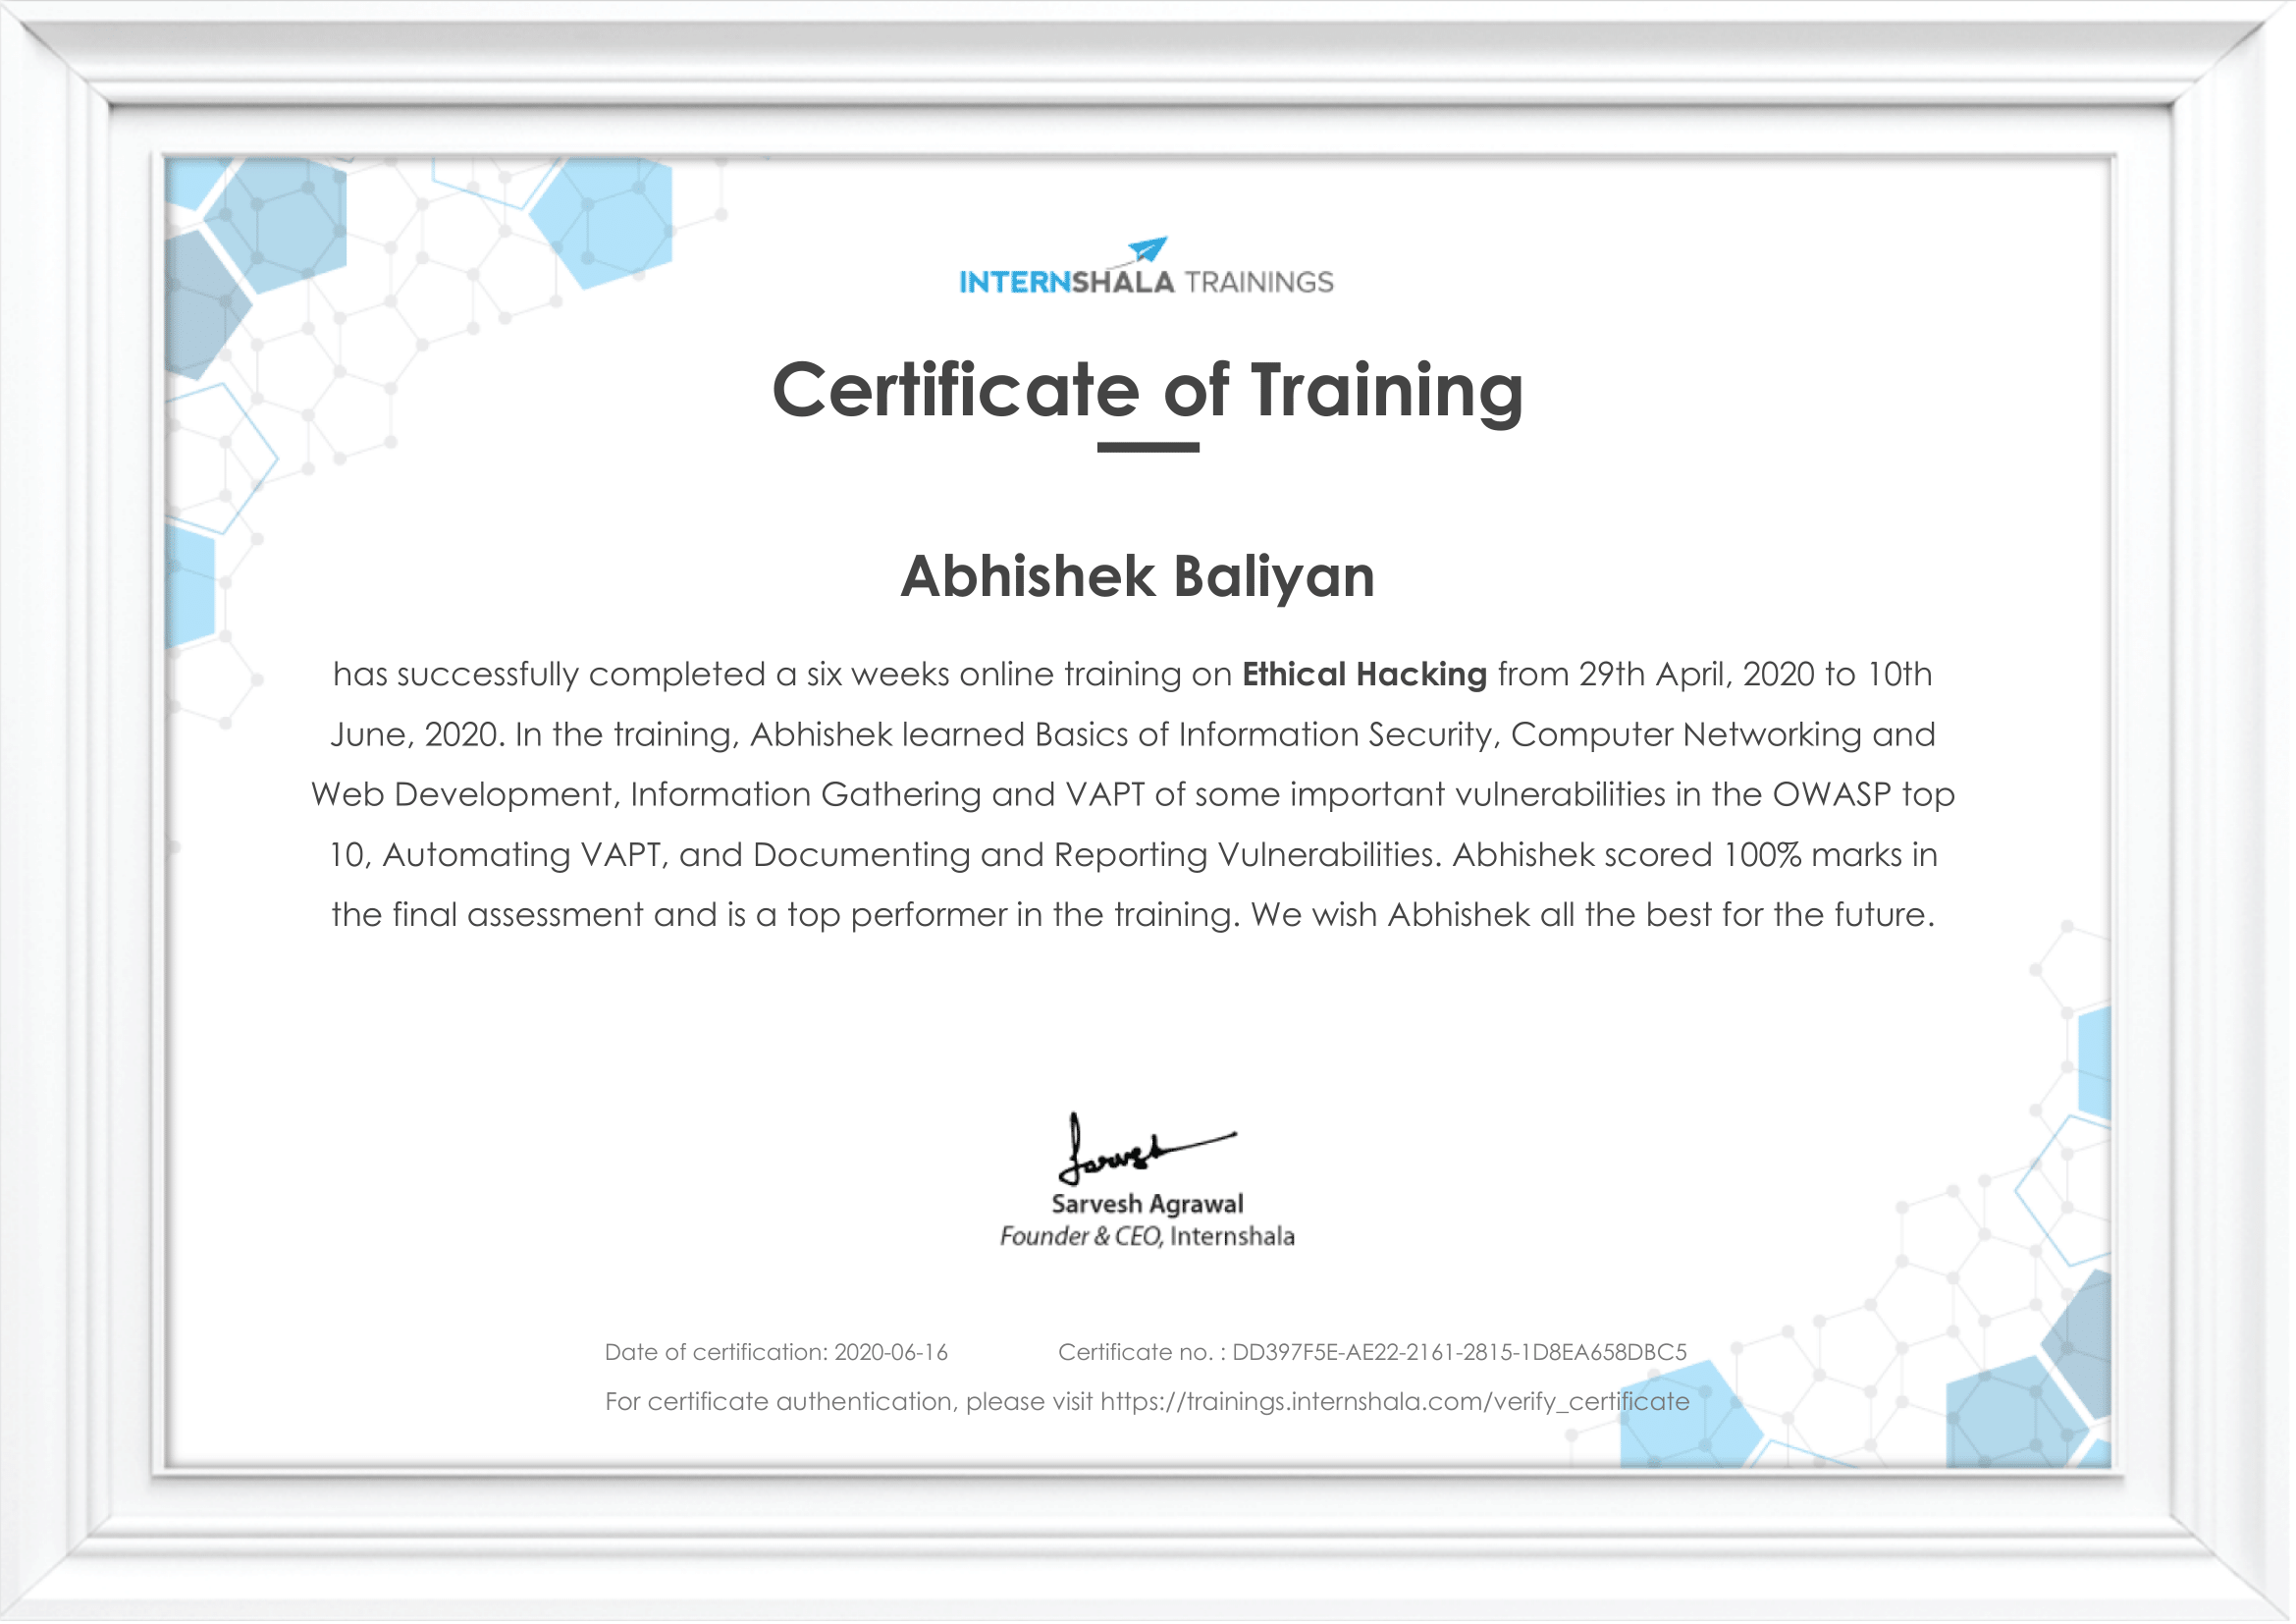 INTERNSHALA TRAININGS
Certificate of Training
Abhishek Baliyan
has successfully completed a six weeks online training on Ethical Hacking from 29th April, 2020 to 10th
June, 2020. In the training, Abhishek learned Basics of Information Security, Computer Networking and
Web Development, Information Gathering and VAPT of some important vulnerabilities in the OWASP top
10, Automating VAPT, and Documenting and Reporting Vulnerabilities. Abhishek scored 100% marks in
the final assessment and is a top performer in the training. We wish Abhishek all the best for the future.
Sarvesh
Sarvesh Agrawal
Founder & CEO, Internshala
Date of certification: 2020-06-16 Certificate no. : DD397F5E-AE22-2161-2815-1D8EA658DBC5
For certificate authentication, please visit https://trainings.internshala.com/verify_certificate